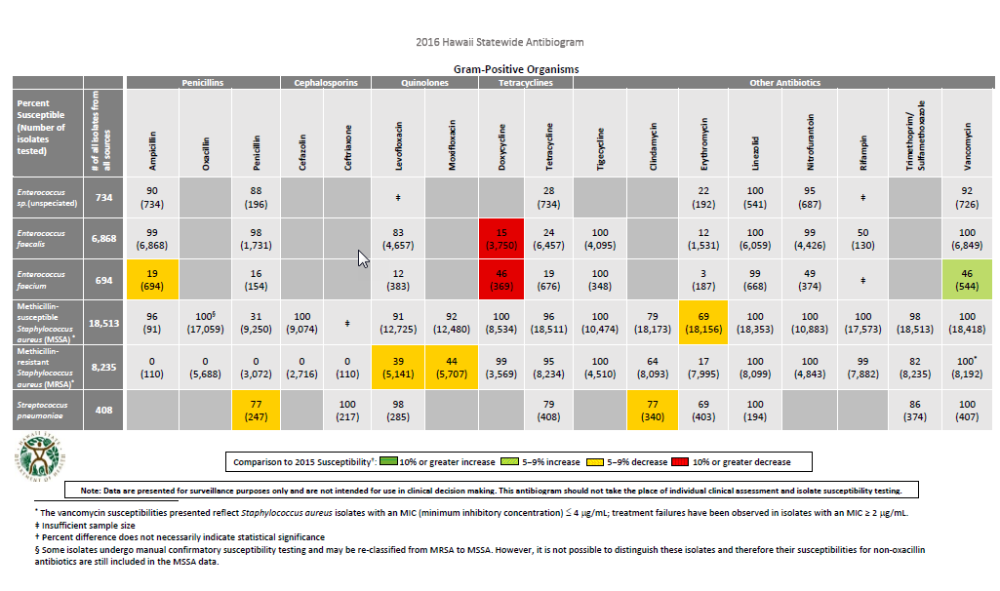 2016 Hawaii Statewide Antibiogram
Gram-Positive Organisms
Penicillins Cephalosporins Quinolones Tetracyclines Other Antibiotics
Percent Susceptible (Number of isolates tested) # of all isolates from all sources Ampicillin Oxacillin Penicillin Cefazolin Ceftriaxone Levofloxacin Moxifloxacin Doxycycline Tetracycline Tigecycline Clindamycin Erythromycin Linezolid Nitrofurantoin Rifampin Trimethoprim/ Sulfamethoxazole Vancomycin
Enterococcus sp.(unspeciated) 734 90 (734) 88 (196) ‡ 28 (734) 22 (192) 100 (541) 95 (687) ‡ 92 (726)
Enterococcus faecalis 6,868 99 (6,868) 98 (1,731) 83 (4,657) 15 (3,750) 24 (6,457) 100 (4,095) 12 (1,531) 100 (6,059) 99 (4,426) 50 (130) 100 (6,849)
Enterococcus faecium 694 19 (694) 16 (154) 12 (383) 46 (369) 19 (676) 100 (348) 3 (187) 99 (668) 49 (374) ‡ 46 (544)
Methicillin-susceptible Staphylococcus aureus (MSSA) * 18,513 96 (91) 100§ (17,059) 31 (9,250) 100 (9,074) ‡ 91 (12,725) 92 (12,480) 100 (8,534) 96 (18,511) 100 (10,474) 79 (18,173) 69 (18,156) 100 (18,353) 100 (10,883) 100 (17,573) 98 (18,513) 100 (18,418)
Methicillin-resistant Staphylococcus aureus (MRSA)* 8,235 0 (110) 0 (5,688) 0 (3,072) 0 (2,716) 0 (110) 39 (5,141) 44 (5,707) 99 (3,569) 95 (8,234) 100 (4,510) 64 (8,093) 17 (7,995) 100 (8,099) 100 (4,843) 99 (7,882) 97 (8,235) 100* (8,192)
Streptococcus pneumoniae 408 77 (247) 100 (217) 98 (285) 79 (408) 77 (340) 69 (403) 100 (194) 86 (374) 100 (407)
HAWAII STATE DEPARTMENT OF HEALTH
Comparison to 2015 Susceptibility†: 10% or greater increase 5–9% increase 5–9% decrease 10% or greater decrease
Note: Data are presented for surveillance purposes only and are not intended for use in clinical decision making. This antibiogram should not take the place of individual clinical assessment and isolate susceptibility testing.
* The vancomycin susceptibilities presented reflect Staphylococcus aureus isolates with an MIC (minimum inhibitory concentration) ≤ 4 μg/mL; treatment failures have been observed in isolates with an MIC ≥ 2 μg/mL.
‡ Insufficient sample size
† Percent difference does not necessarily indicate statistical significance
§ Some isolates undergo manual confirmatory susceptibility testing and may be re-classified from MRSA to MSSA. However, it is not possible to distinguish these isolates and therefore their susceptibilities for non-oxacillin
antibiotics are still included in the MSSA data.